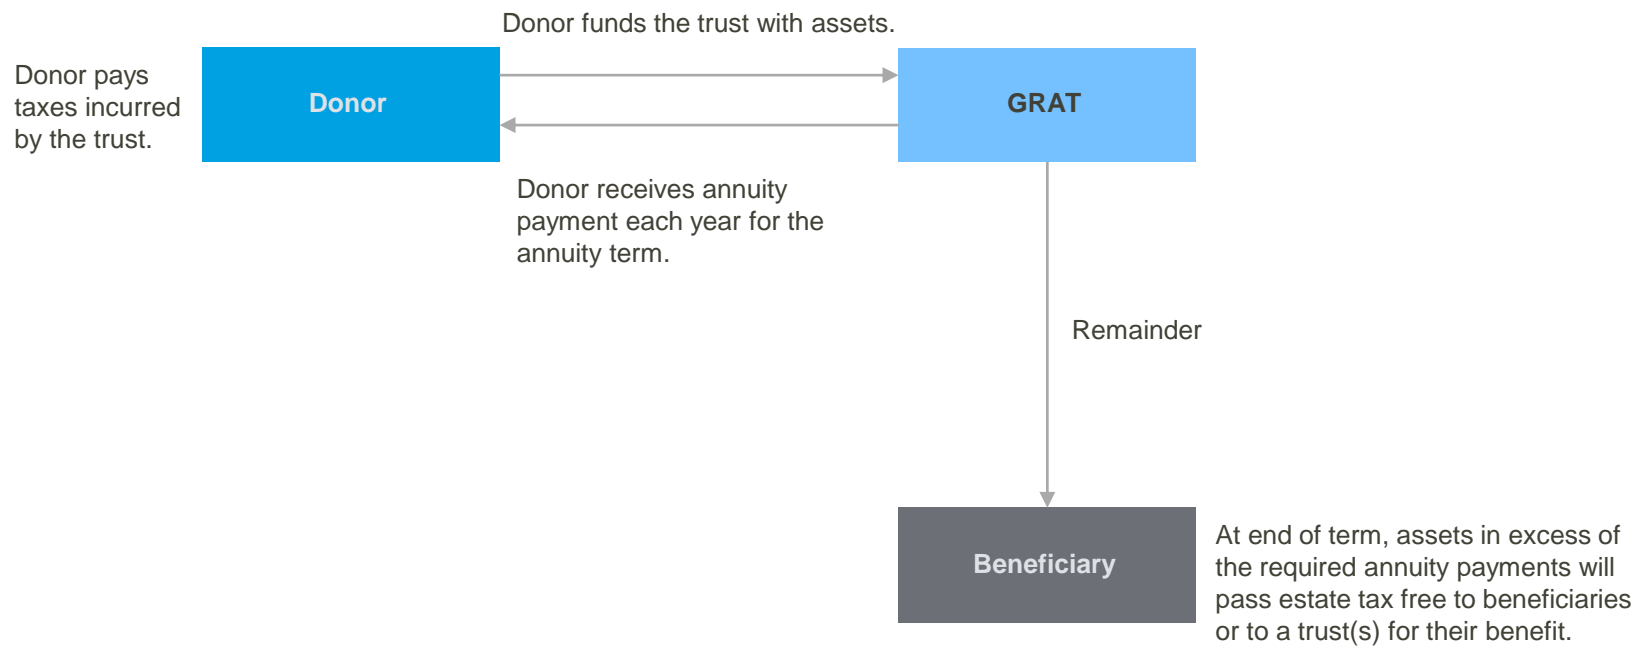 Donor funds the trust with assets.
Donor pays
taxes incurred
by the trust.
Donor
GRAT
Donor receives annuity
payment each year for the
annuity term.
Remainder
Beneficiary
At end of term, assets in excess of
the required annuity payments will
pass estate tax free to beneficiaries
or to a trust(s) for their benefit.